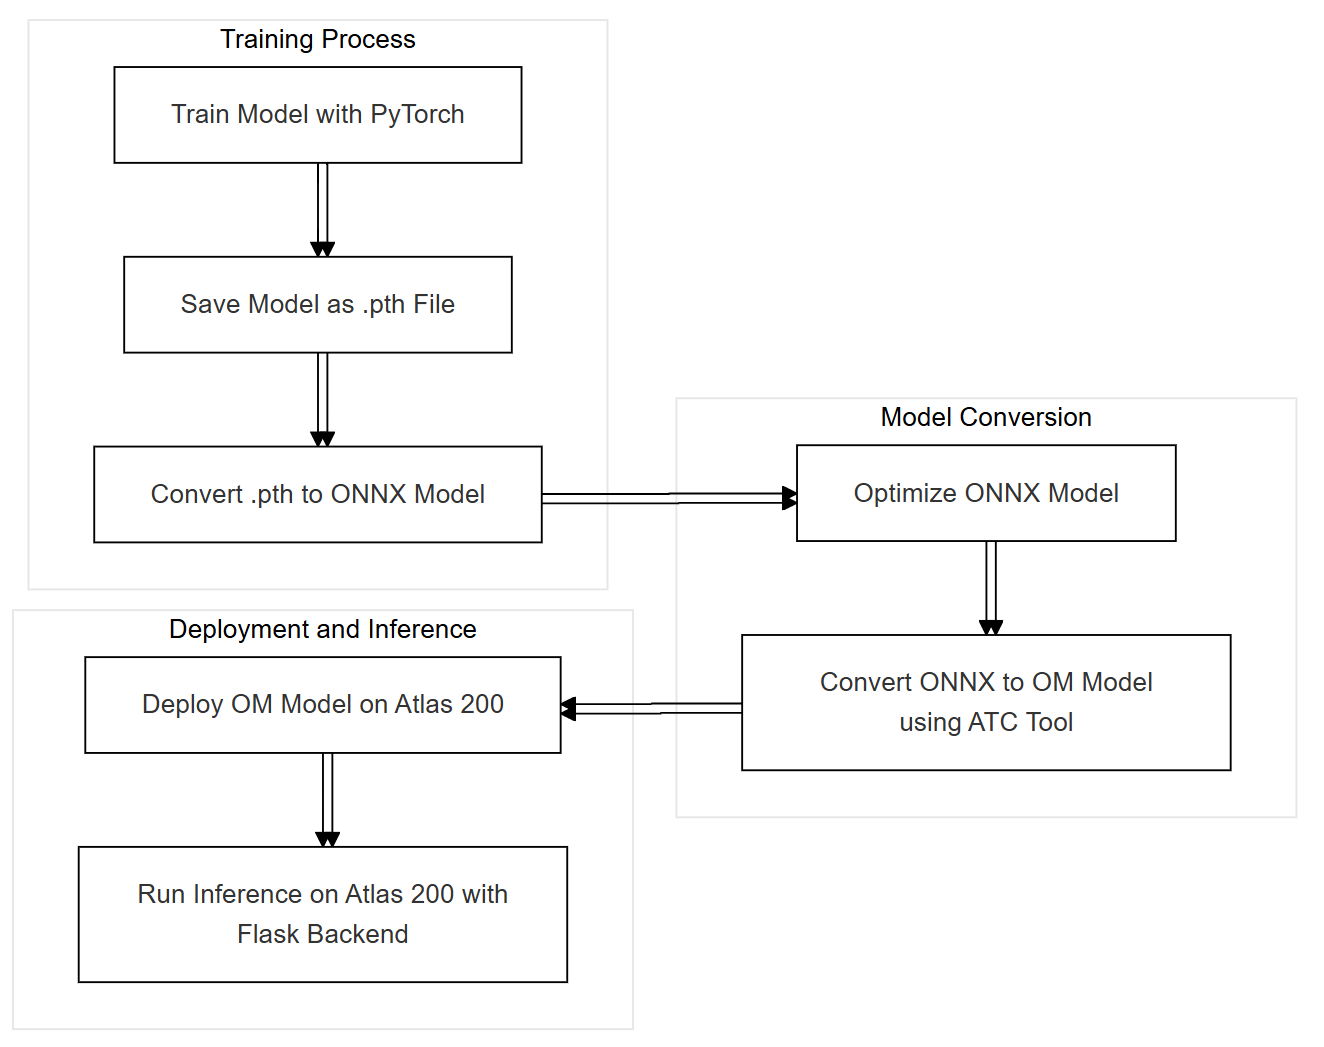 Training Process
Train Model with PyTorch
Save Model as .pth File
Convert .pth to ONNX Model
Model Conversion
Optimize ONNX Model
Convert ONNX to OM Model
using ATC Tool
Deployment and Inference
Deploy OM Model on Atlas 200
Run Inference on Atlas 200 with
Flask Backend